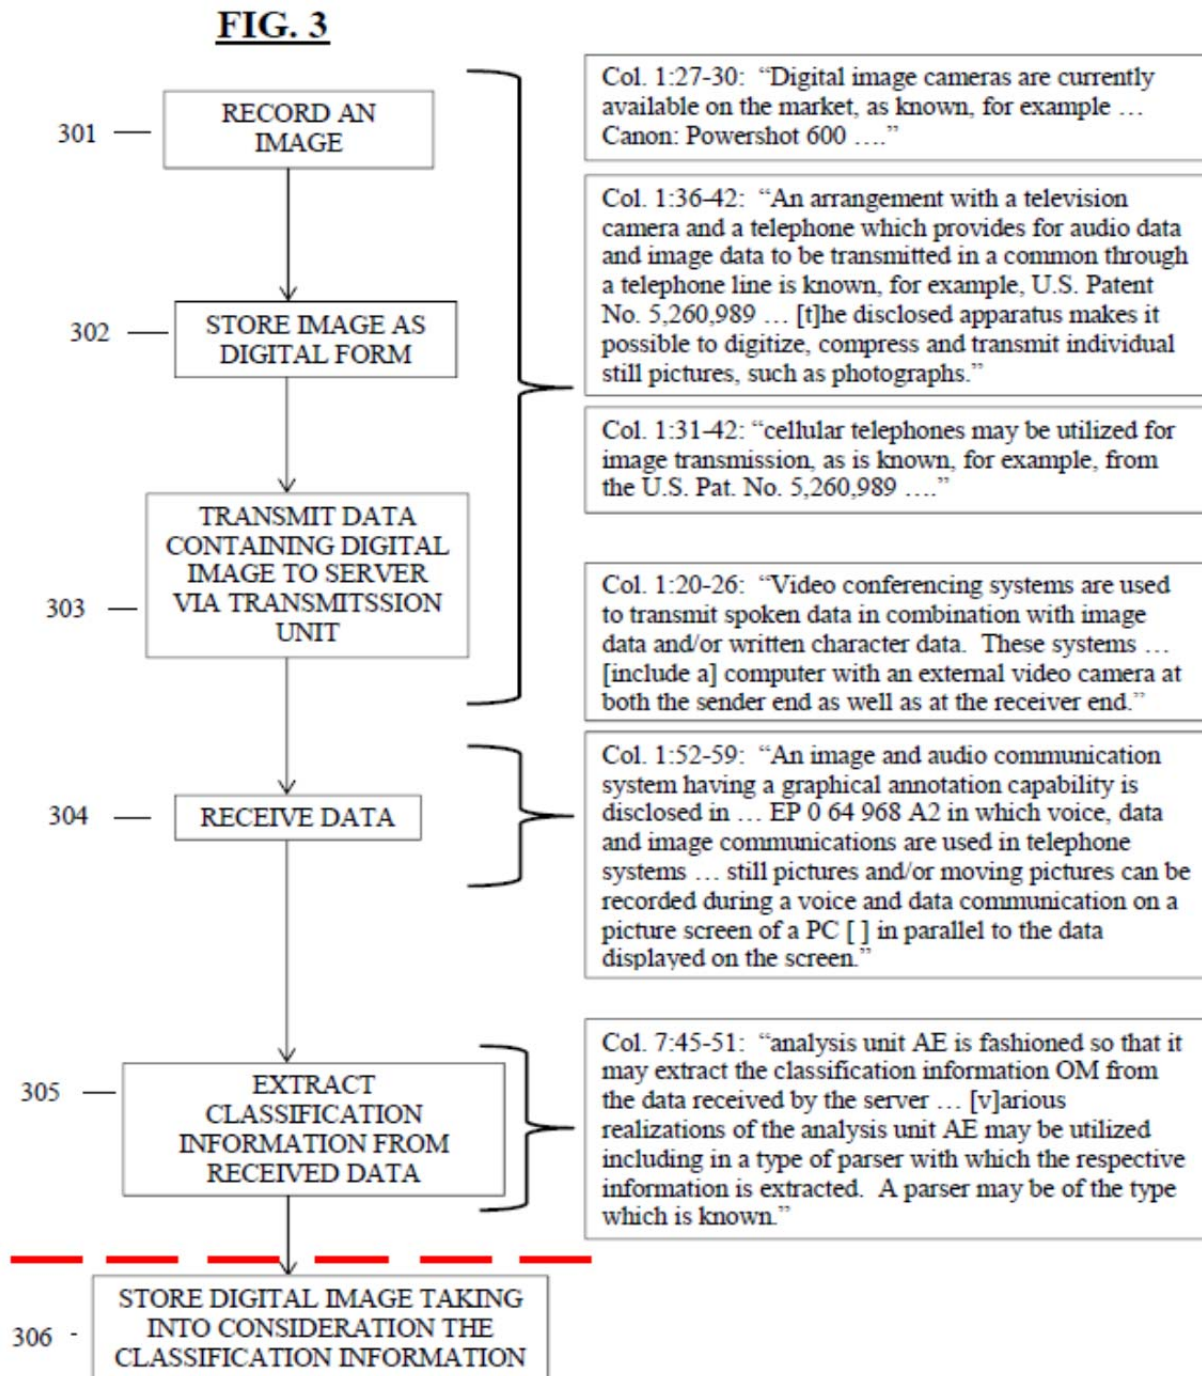 FIG. 3
301
RECORD AN
IMAGE
302
STORE IMAGE AS
DIGITAL FORM
303
TRANSMIT DATA
CONTAINING DIGITAL
IMAGE TO SERVER
VIA TRANSMITSSION
UNIT
304
RECEIVE DATA
305
EXTRACT
CLASSIFICATION
INFORMATION FROM
RECEIVED DATA
306
STORE DIGITAL IMAGE TAKING
INTO CONSIDERATION THE
CLASSIFICATION INFORMATION
Col. 1:27-30: “Digital image cameras are currently
available on the market, as known, for example …
Canon: Powershot 600 ….”
Col. 1:36-42: “An arrangement with a television
camera and a telephone which provides for audio data
and image data to be transmitted in a common through
a telephone line is known, for example, U.S. Patent
No. 5,260,989 … [t]he disclosed apparatus makes it
possible to digitize, compress and transmit individual
still pictures, such as photographs.”
Col. 1:31-42: “cellular telephones may be utilized for
image transmission, as is known, for example, from
the U.S. Pat. No. 5,260,989 ….”
Col. 1:20-26: “Video conferencing systems are used
to transmit spoken data in combination with image
data and/or written character data. These systems …
[include a] computer with an external video camera at
both the sender end as well as at the receiver end.”
Col. 1:52-59: “An image and audio communication
system having a graphical annotation capability is
disclosed in … EP 0 64 968 A2 in which voice, data
and image communications are used in telephone
systems … still pictures and/or moving pictures can be
recorded during a voice and data communication on a
picture screen of a PC [ ] in parallel to the data
displayed on the screen.”
Col. 7:45-51: “analysis unit AE is fashioned so that it
may extract the classification information OM from
the data received by the server … [v]arious
realizations of the analysis unit AE may be utilized
including in a type of parser with which the respective
information is extracted. A parser may be of the type
which is known.”